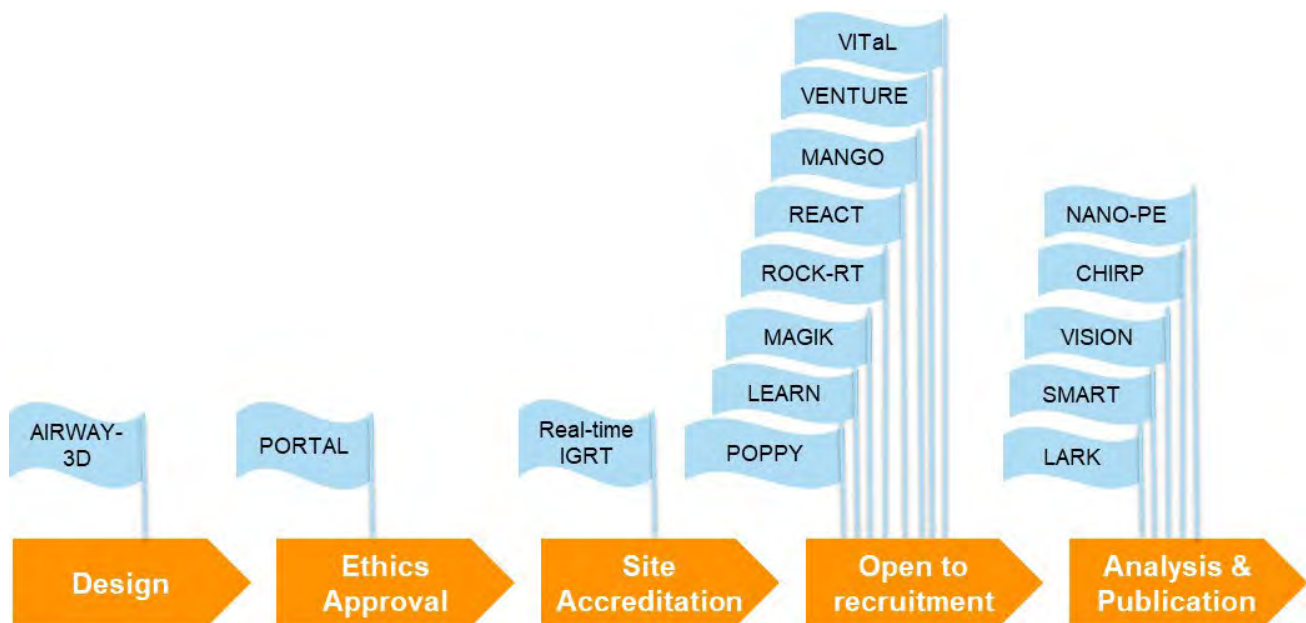 VITaL
VENTURE
MANGO
REACT
ROCK-RT
MAGIK
LEARN
POPPY
NANO-PE
CHIRP
VISION
SMART
LARK
AIRWAY-
3D
PORTAL
Real-time
IGRT
Design
Ethics
Approval
Site
Accreditation
Open to
recruitment
Analysis &
Publication